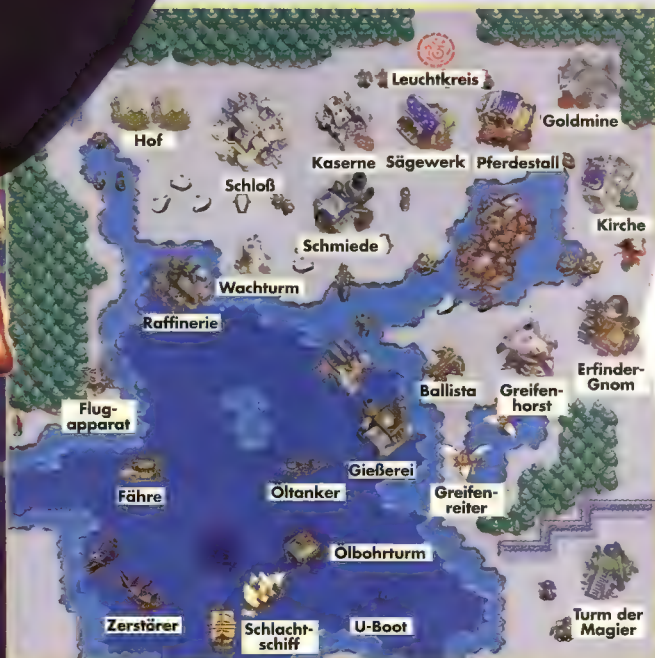 Leuchtkreis
Goldmine
Hof
Kaserne
Sägewerk
Pferdestall
Schloß
Kirche
Schmiede
Wachturm
Raffinerie
Erfinder-
Gnom
Ballista
Greifen-
horst
Flug-
apparat
Gießerei
Fähre
Öltanker
Greifen-
reiter
Ölbohrturm
Zerstörer
Schlacht-
schiff
U-Boot
Turm der
Magier